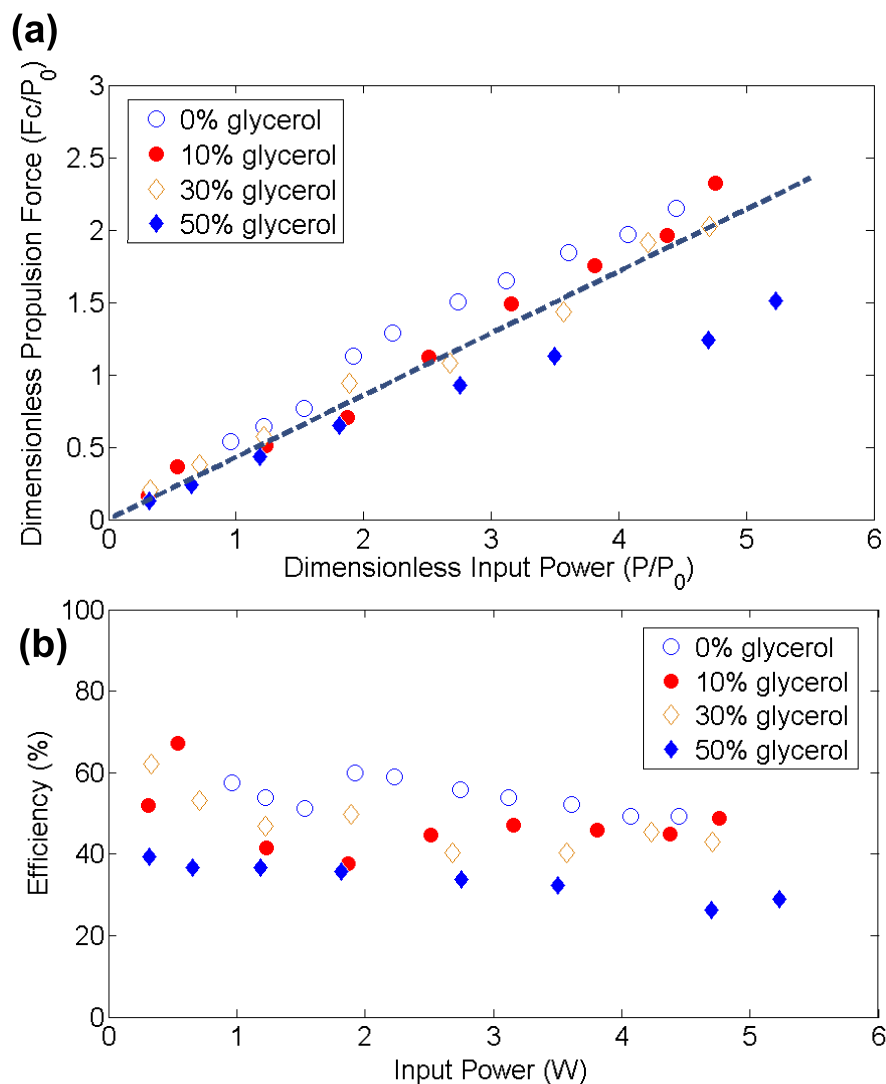 (a)
Dimensionless Propulsion Force (Fc/P0)
3
2.5
2
1.5
1
0.5
0
0% glycerol
10% glycerol
30% glycerol
50% glycerol
0 1 2 3 4 5 6
Dimensionless Input Power (P/P0)
(b)
Efficiency (%)
100
80
60
40
20
0
0% glycerol
10% glycerol
30% glycerol
50% glycerol
0 1 2 3 4 5 6
Input Power (W)